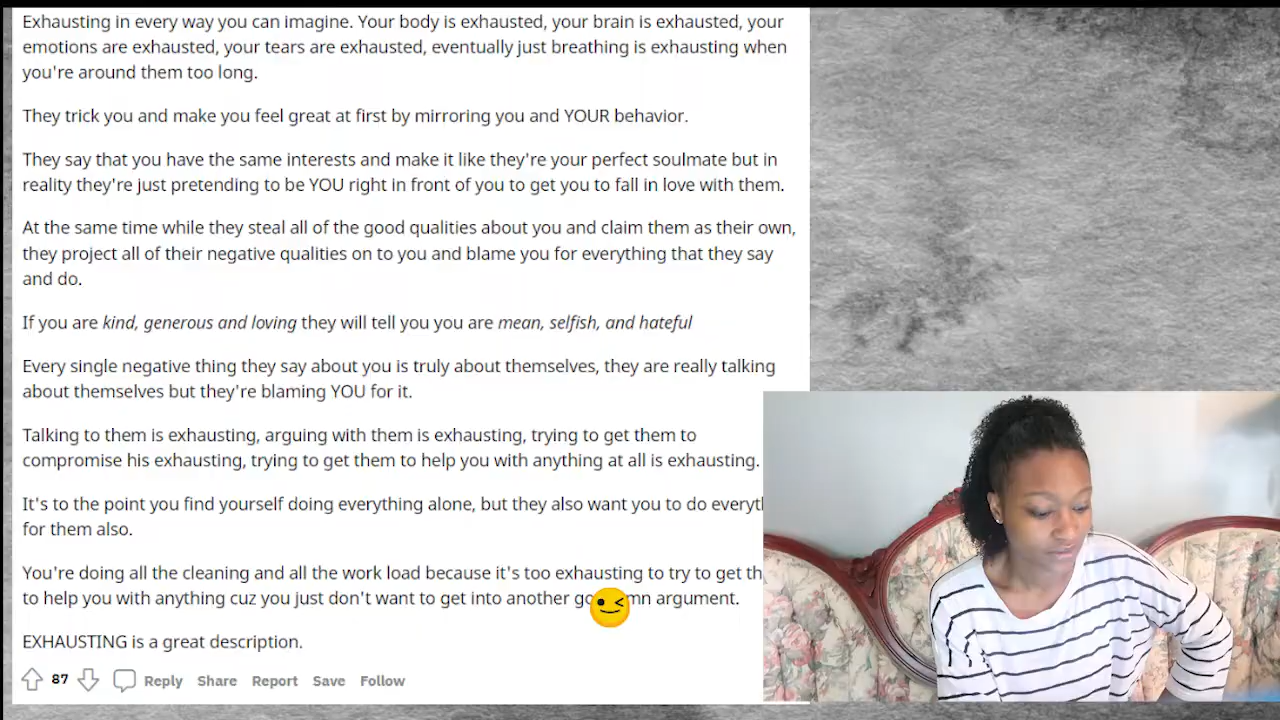 Exhausting in every way you can imagine. Your body is exhausted, your brain is exhausted, your
emotions are exhausted, your tears are exhausted, eventually just breathing is exhausting when
you're around them too long.
They trick you and make you feel great at first by mirroring you and YOUR behavior.
They say that you have the same interests and make it like they're your perfect soulmate but in
reality they're just pretending to be YOU right in front of you to get you to fall in love with them.
At the same time while they steal all of the good qualities about you and claim them as their own,
they project all of their negative qualities on to you and blame you for everything that they say
and do.
If you are kind, generous and loving they will tell you you are mean, selfish, and hateful
Every single negative thing they say about you is truly about themselves, they are really talking
about themselves but they're blaming YOU for it.
Talking to them is exhausting, arguing with them is exhausting, trying to get them to
compromise his exhausting, trying to get them to help you with anything at all is exhausting.
It's to the point you find yourself doing everything alone, but they also want you to do
for them also.
You're doing all the cleaning and all the work load because it's too exhausting to try to get
to help you with anything cuz you just don't want to get into another argument.
EXHAUSTING is a great description.
87 Reply Share Report Save Follow